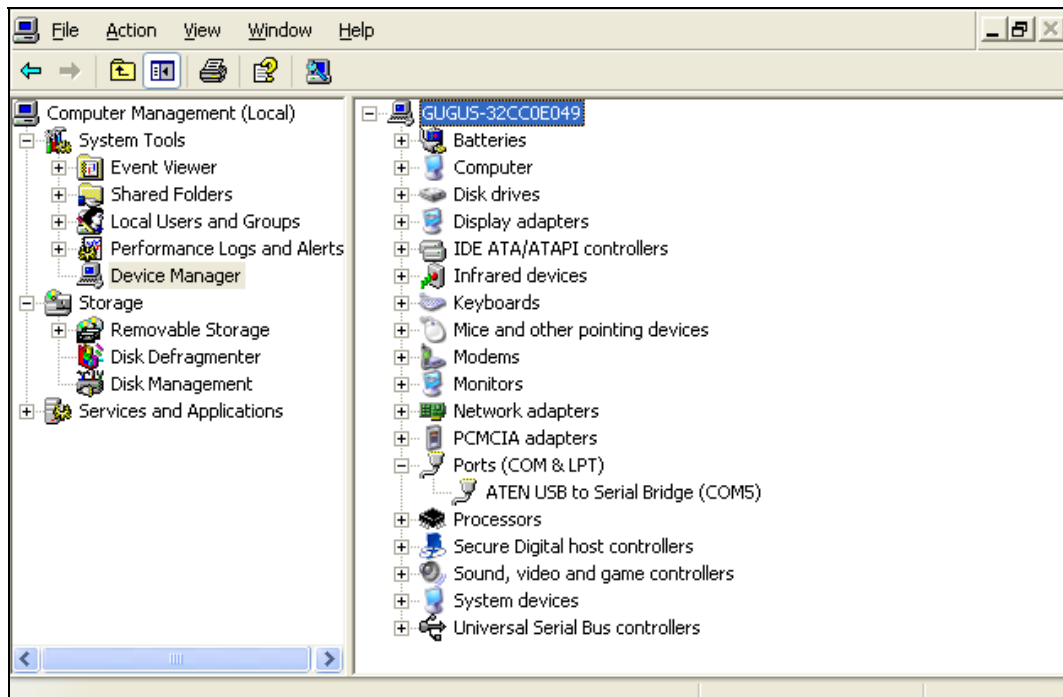 File Action View Window Help
Computer Management (Local)
System Tools
Event Viewer
Shared Folders
Local Users and Groups
Performance Logs and Alerts
Device Manager
Storage
Removable Storage
Disk Defragmenter
Disk Management
Services and Applications
GUGUS-32CC0E049
Batteries
Computer
Disk drives
Display adapters
IDE ATA/ATAPI controllers
Infrared devices
Keyboards
Mice and other pointing devices
Modems
Monitors
Network adapters
PCMCIA adapters
Ports (COM & LPT)
ATEN USB to Serial Bridge (COM5)
Processors
Secure Digital host controllers
Sound, video and game controllers
System devices
Universal Serial Bus controllers